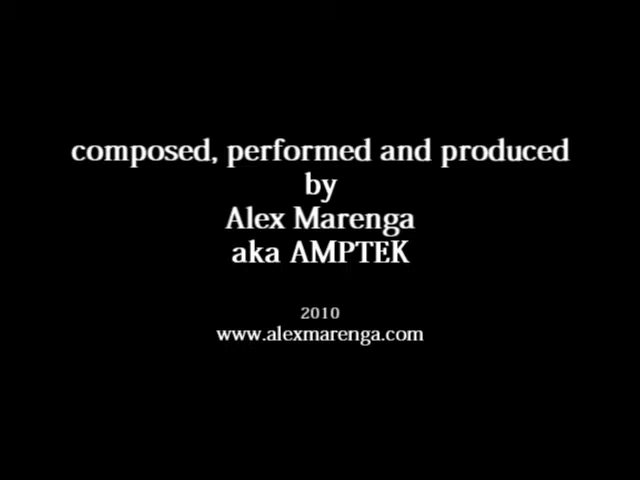 composed, performed and produced
by
Alex Marenga
aka AMPTEK
2010
www.alexmarenga.com